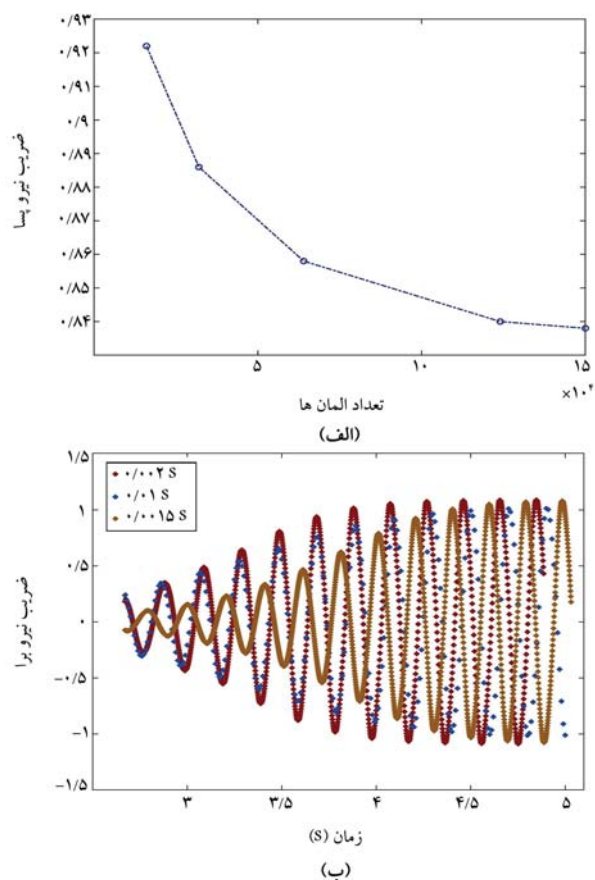 ۰/۹۳
۰/۹۲
۰/۹۱
۰/۹
۰/۸۹
۰/۸۸
۰/۸۷
۰/۸۶
۰/۸۵
۰/۸۴
ضریب نیرو پسا
۵
۱۰
۱۵
×۱۰⁴
تعداد المان ها
(الف)
۱/۵
۱
۰/۵
۰
-۰/۵
-۱
-۱/۵
ضریب نیرو برا
۰/۰۰۲ S
۰/۰۱ S
۰/۰۰۱۵ S
۳
۳/۵
۴
۴/۵
۵
زمان (S)
(ب)